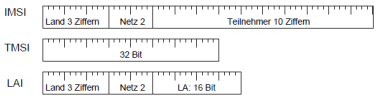 IMSI
Land 3 Ziffern Netz 2 Teilnehmer 10 Ziffern
TMSI
32 Bit
LAI
Land 3 Ziffern Netz 2 LA: 16 Bit